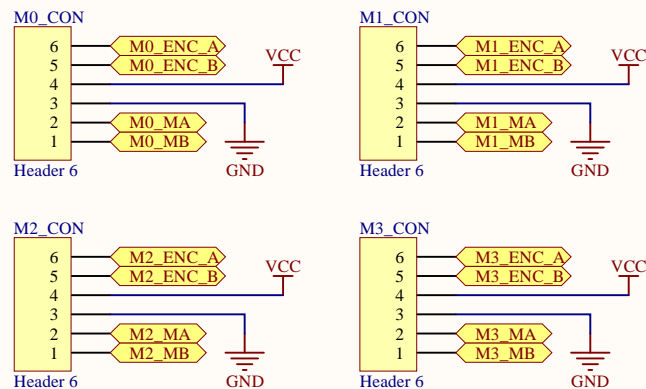 M0_CON
6 M0_ENC_A
5 M0_ENC_B
VCC
4
3
2 M0_MA
1 M0_MB
Header 6
GND
M1_CON
6 M1_ENC_A
5 M1_ENC_B
VCC
4
3
2 M1_MA
1 M1_MB
Header 6
GND
M2_CON
6 M2_ENC_A
5 M2_ENC_B
VCC
4
3
2 M2_MA
1 M2_MB
Header 6
GND
M3_CON
6 M3_ENC_A
5 M3_ENC_B
VCC
4
3
2 M3_MA
1 M3_MB
Header 6
GND